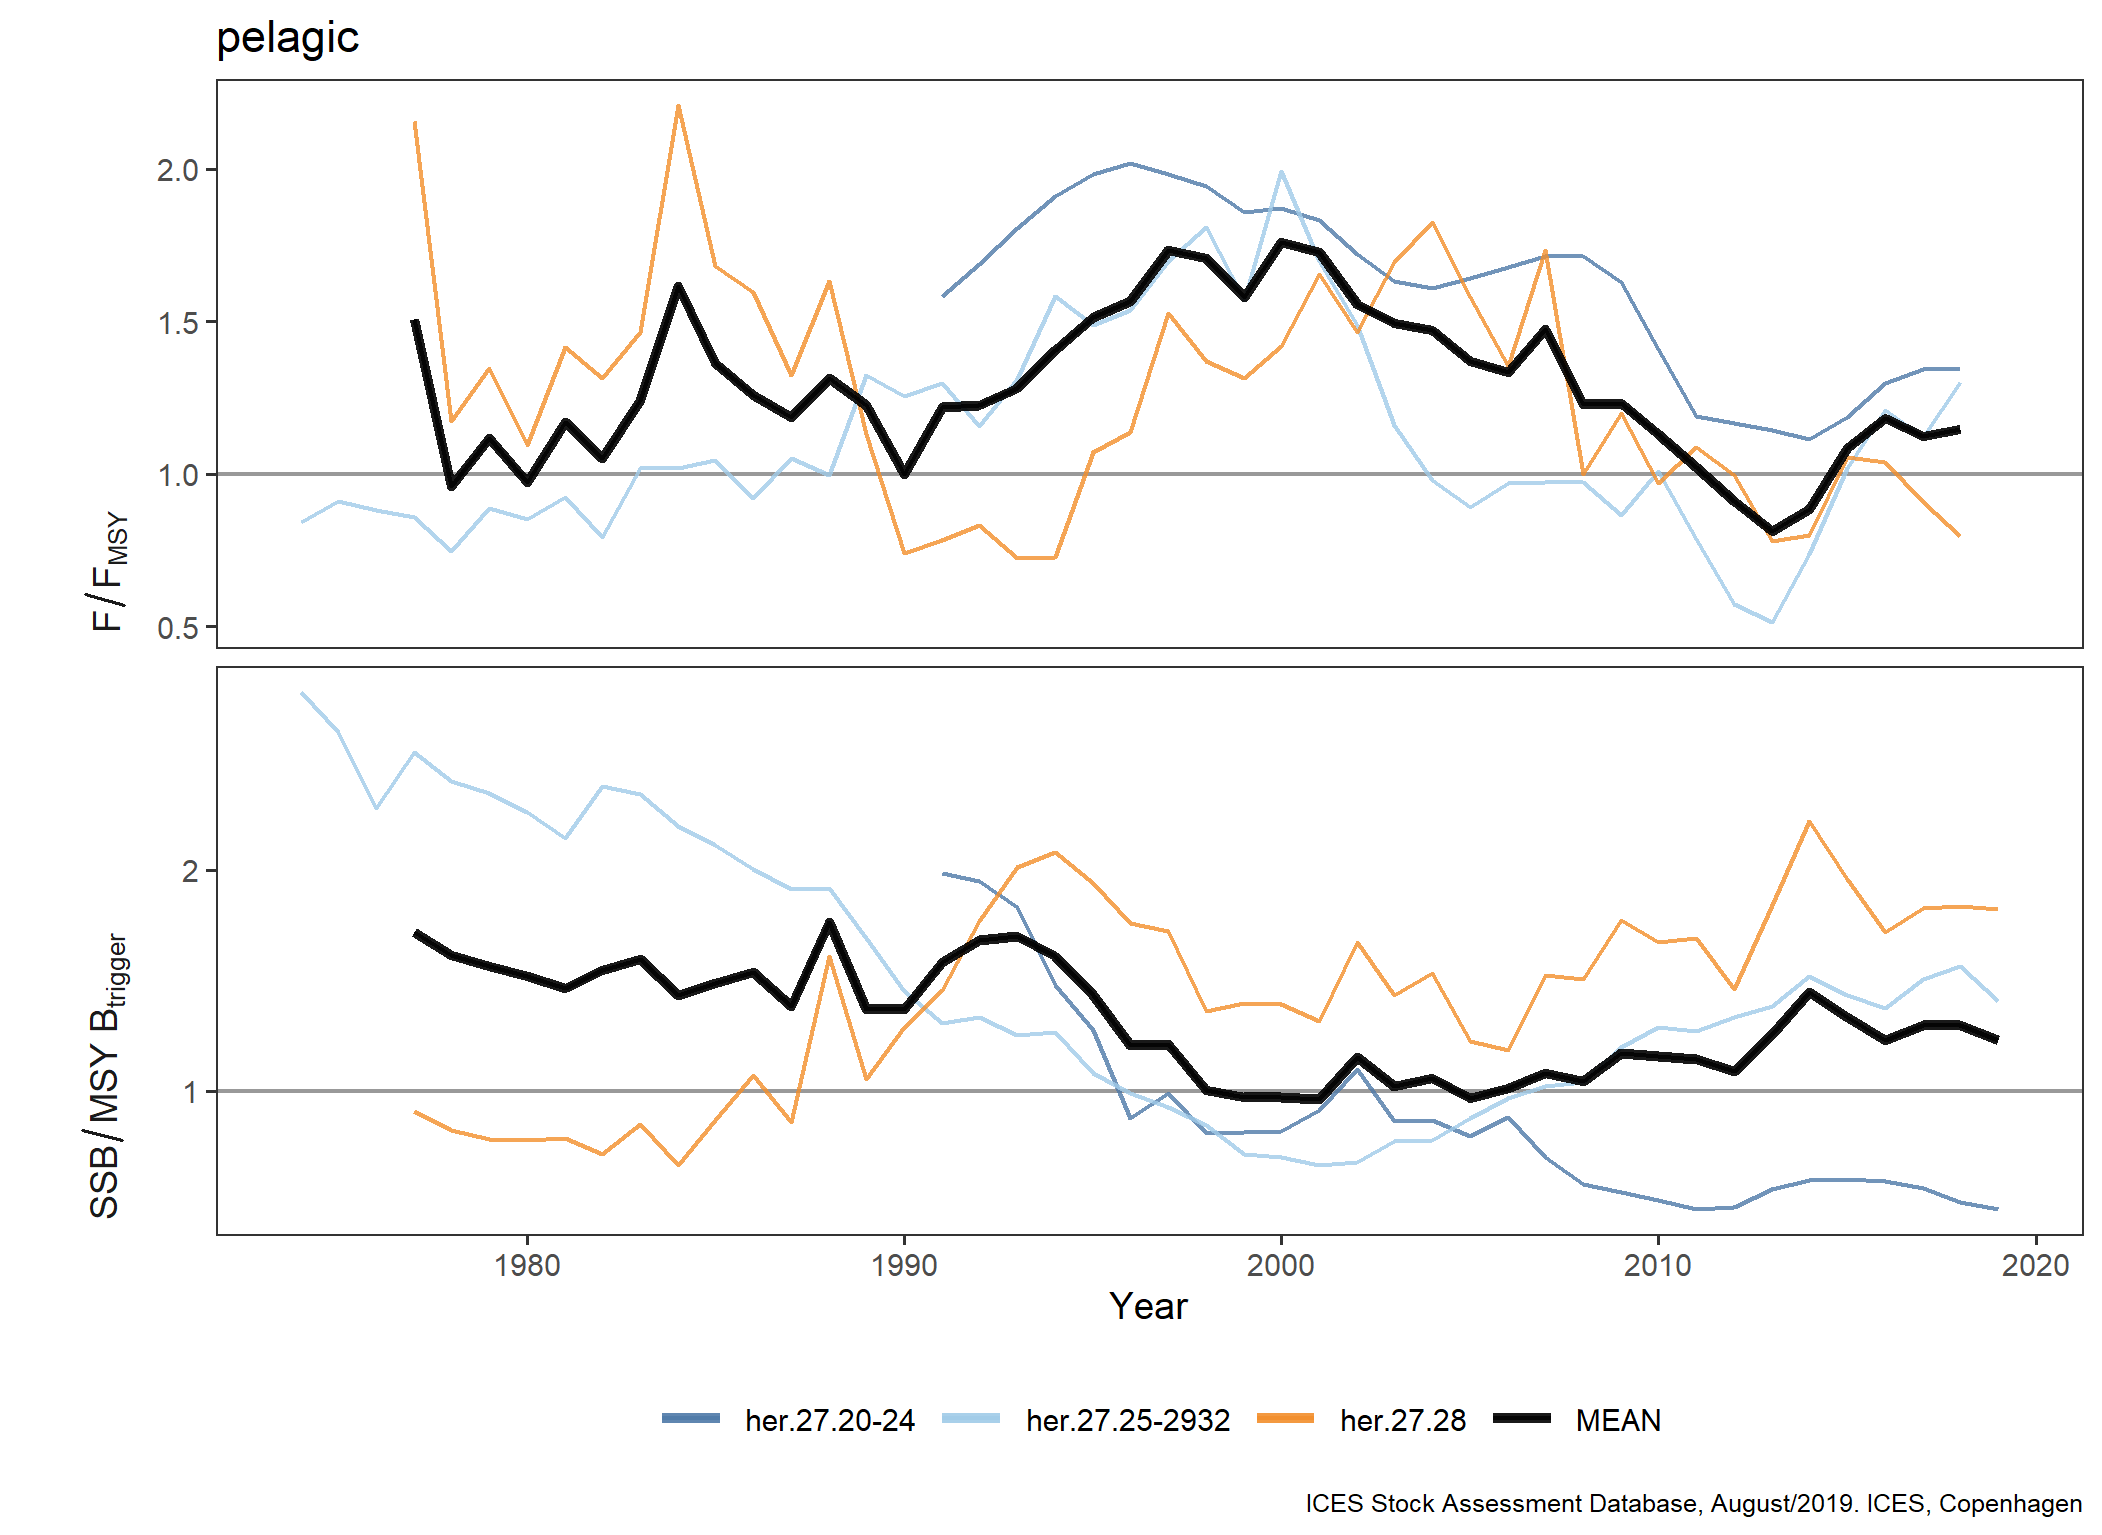 pelagic
2.0
1.5
1.0
0.5
F/FMSY
2
1
SSB/MSY Btrigger
1980 1990 2000 2010 2020
Year
her.27.20-24 her.27.25-2932 her.27.28 MEAN
ICES Stock Assessment Database, August/2019. ICES, Copenhagen